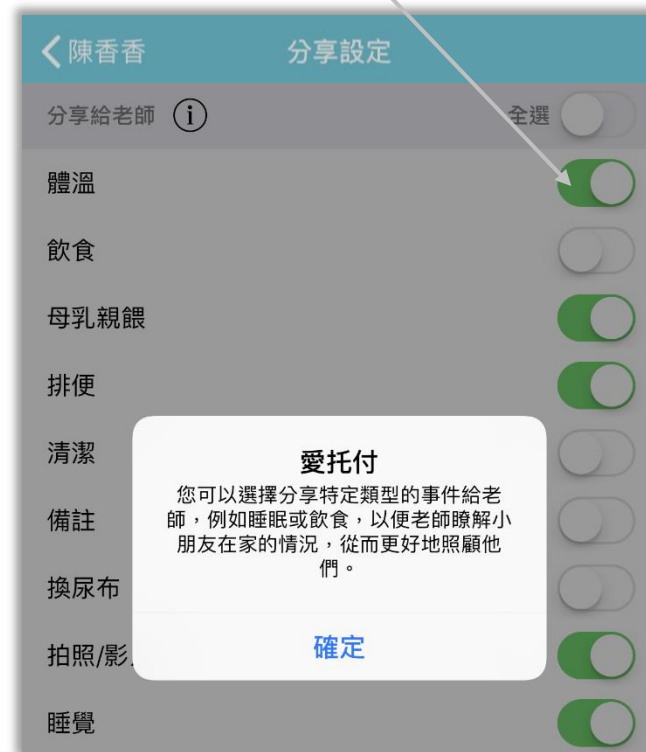 陳香香
分享設定
分享給老師 i
全選
體溫
飲食
母乳親餵
排便
清潔
備註
換尿布
拍照/影
睡覺
愛托付
您可以選擇分享特定類型的事件給老
師，例如睡眠或飲食，以便老師瞭解小
朋友在家的情況，從而更好地照顧他
們。
確定